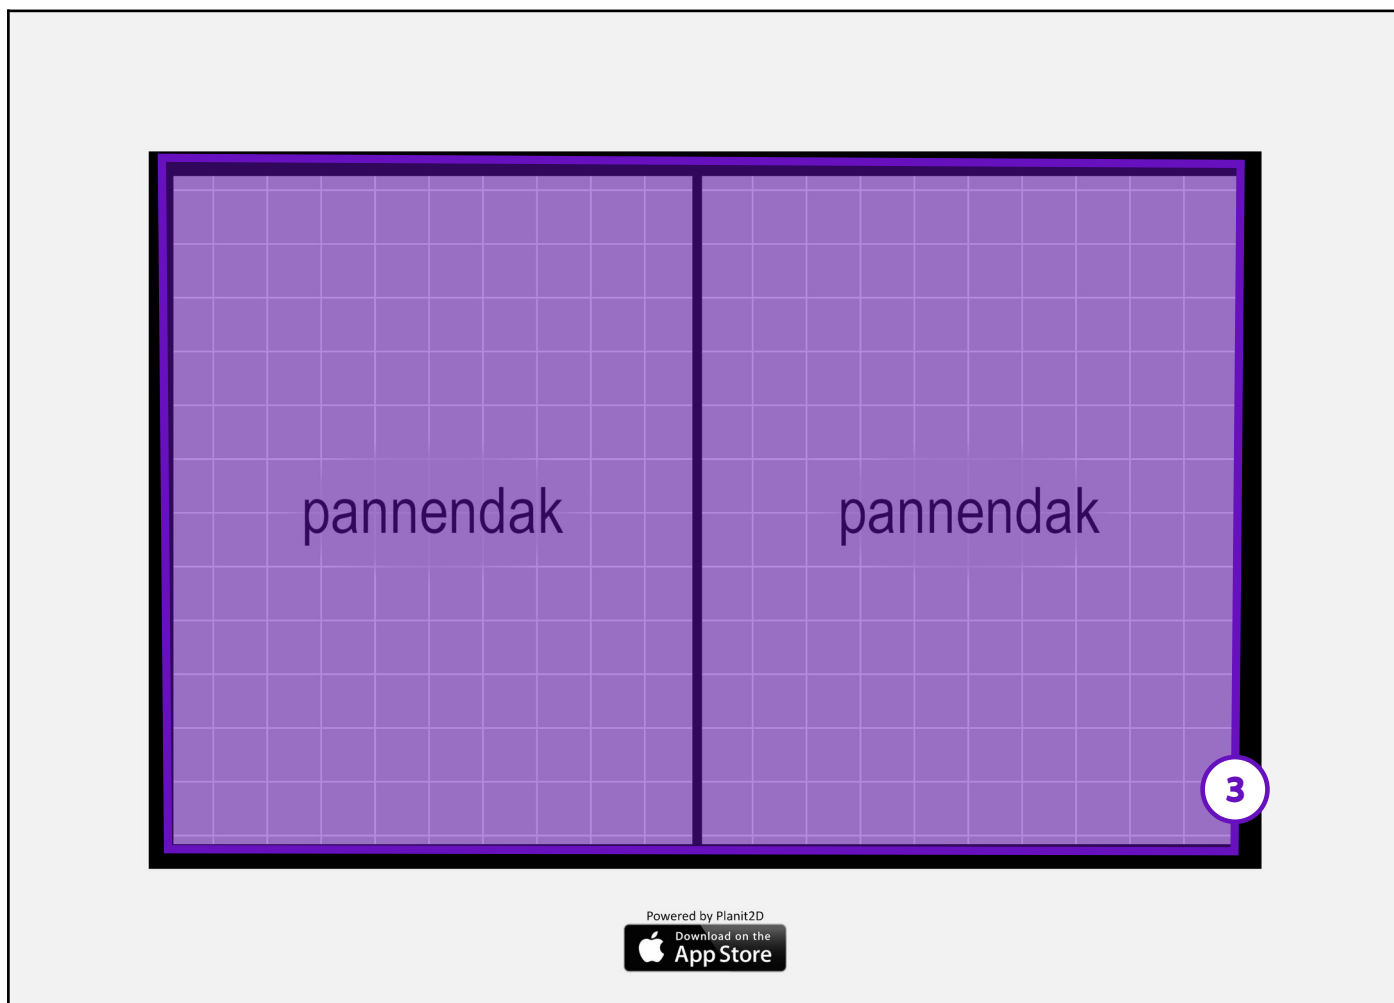 pannendak pannendak
3
Powered by Planit2D
Download on the
App Store